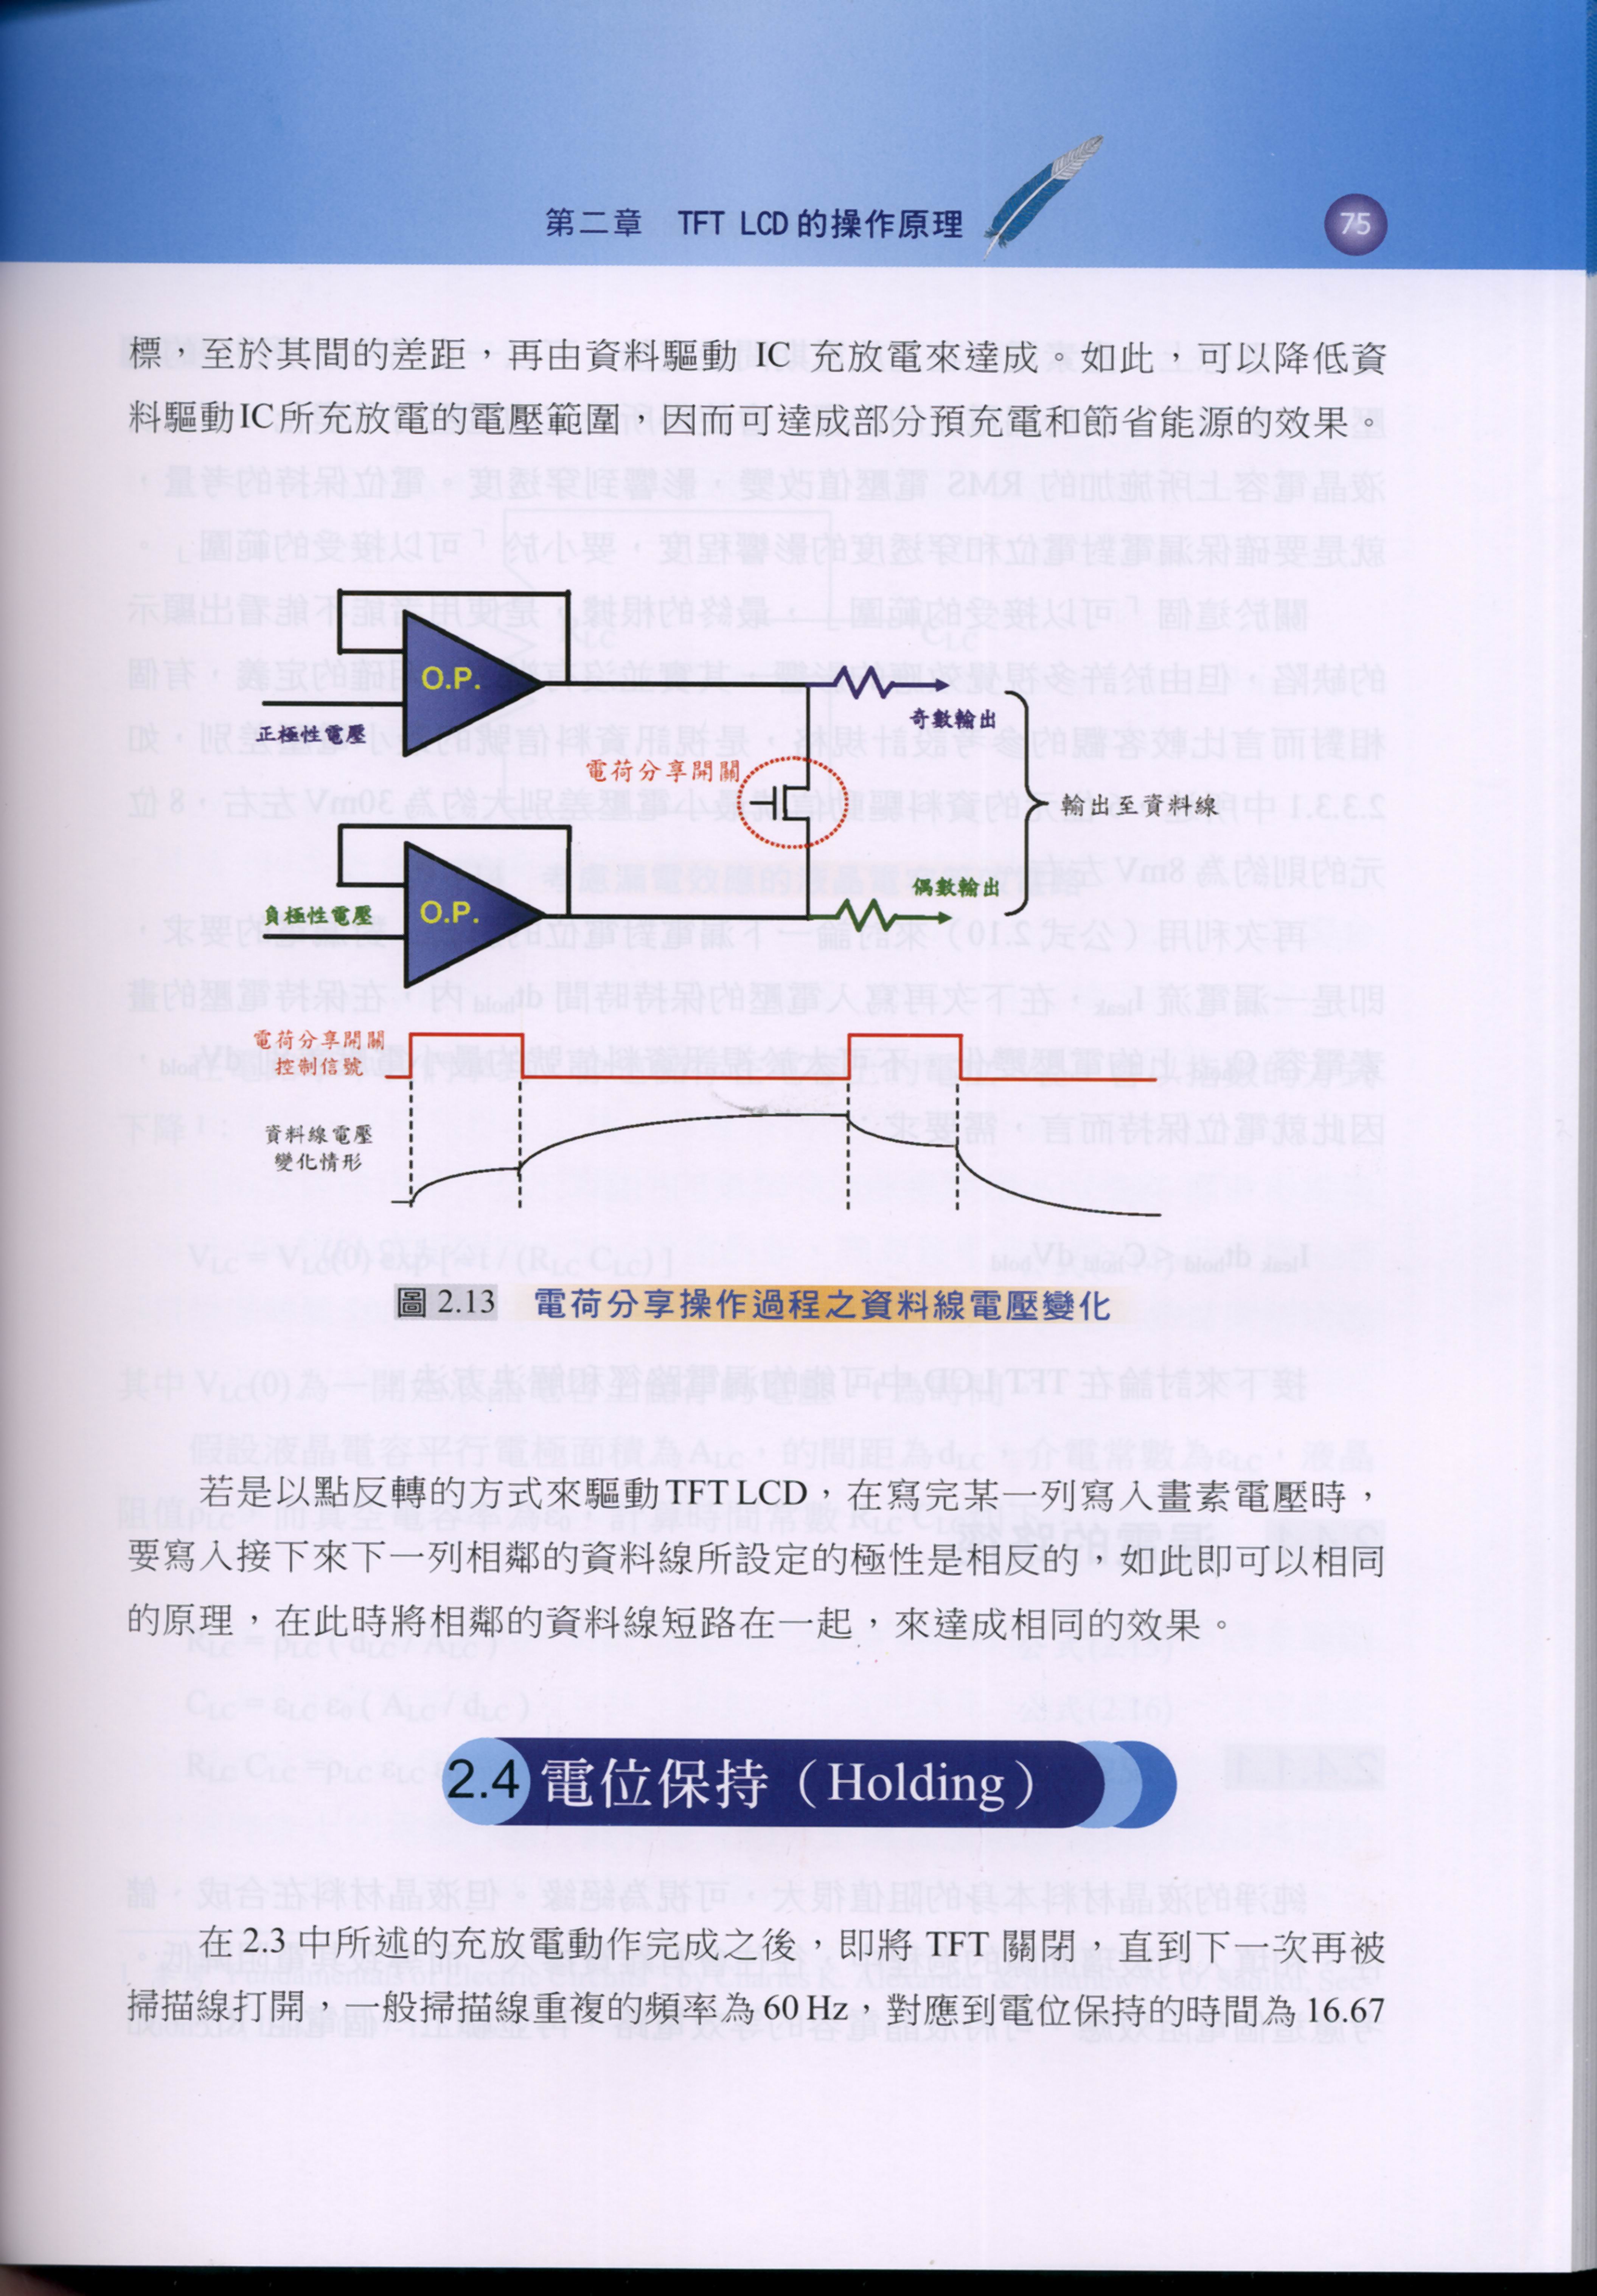 第二章 TFT LCD的操作原理
75
標，至於其間的差距，再由資料驅動 IC 充放電來達成。如此，可以降低資
料驅動IC所充放電的電壓範圍，因而可達成部分預充電和節省能源的效果。
O.P.
正極性電壓
奇數輸出
電荷分享開關
輸出至資料線
偶數輸出
O.P.
負極性電壓
電荷分享開關
控制信號
資料線電壓
變化情形
圖 2.13 電荷分享操作過程之資料線電壓變化
若是以點反轉的方式來驅動TFT LCD，在寫完某一列寫入畫素電壓時，
要寫入接下來下一列相鄰的資料線所設定的極性是相反的，如此即可以相同
的原理，在此時將相鄰的資料線短路在一起，來達成相同的效果。
2.4 電位保持（Holding）
在 2.3 中所述的充放電動作完成之後，即將 TFT 關閉，直到下一次再被
掃描線打開，一般掃描線重複的頻率為 60 Hz，對應到電位保持的時間為 16.67